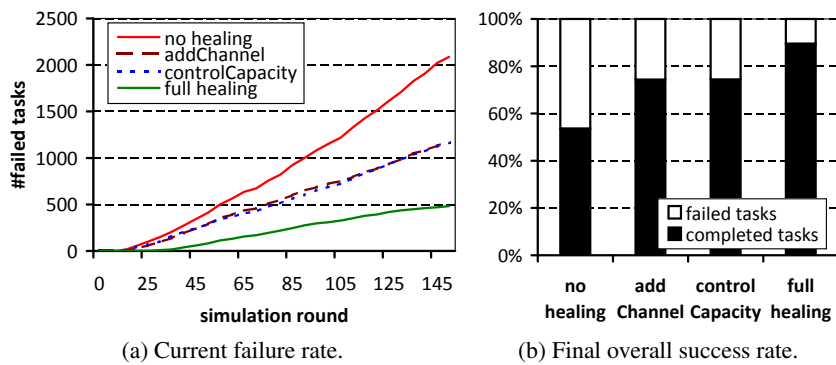 2500
2000
1500
1000
500
0
#failed tasks
no healing
addChannel
controlCapacity
full healing
0 25 45 65 85 105 125 145
simulation round
(a) Current failure rate.
100%
80%
60%
40%
20%
0%
failed tasks
completed tasks
no healing
add Channel
control Capacity
full healing
(b) Final overall success rate.